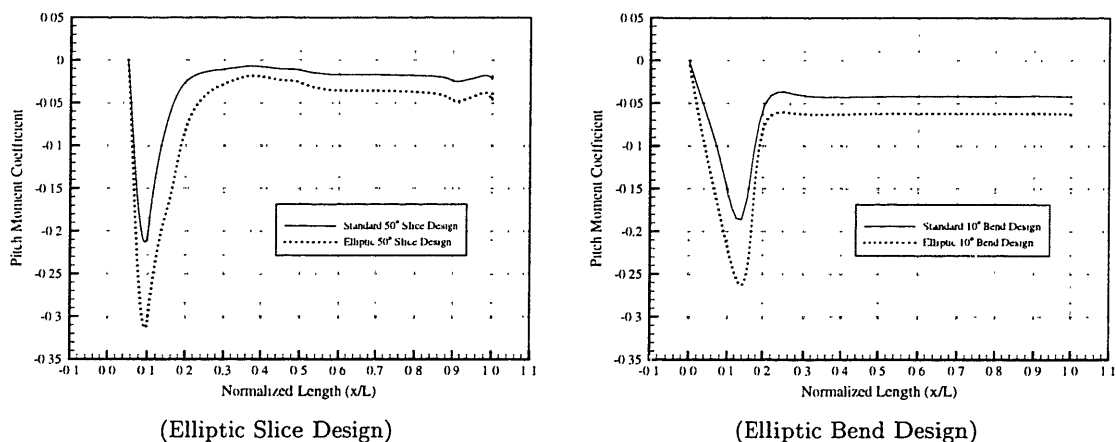 0.05
0
-0.05
-0.1
-0.15
-0.2
-0.25
-0.3
-0.35
Pitch Moment Coefficient
Standard 50° Slice Design
Elliptic 50° Slice Design
-0.1 0.0 0.1 0.2 0.3 0.4 0.5 0.6 0.7 0.8 0.9 1.0 1.1
Normalized Length (x/L)
(Elliptic Slice Design)
0.05
0
-0.05
-0.1
-0.15
-0.2
-0.25
-0.3
-0.35
Pitch Moment Coefficient
Standard 10° Bend Design
Elliptic 10° Bend Design
-0.1 0.0 0.1 0.2 0.3 0.4 0.5 0.6 0.7 0.8 0.9 1.0 1.1
Normalized Length (x/L)
(Elliptic Bend Design)